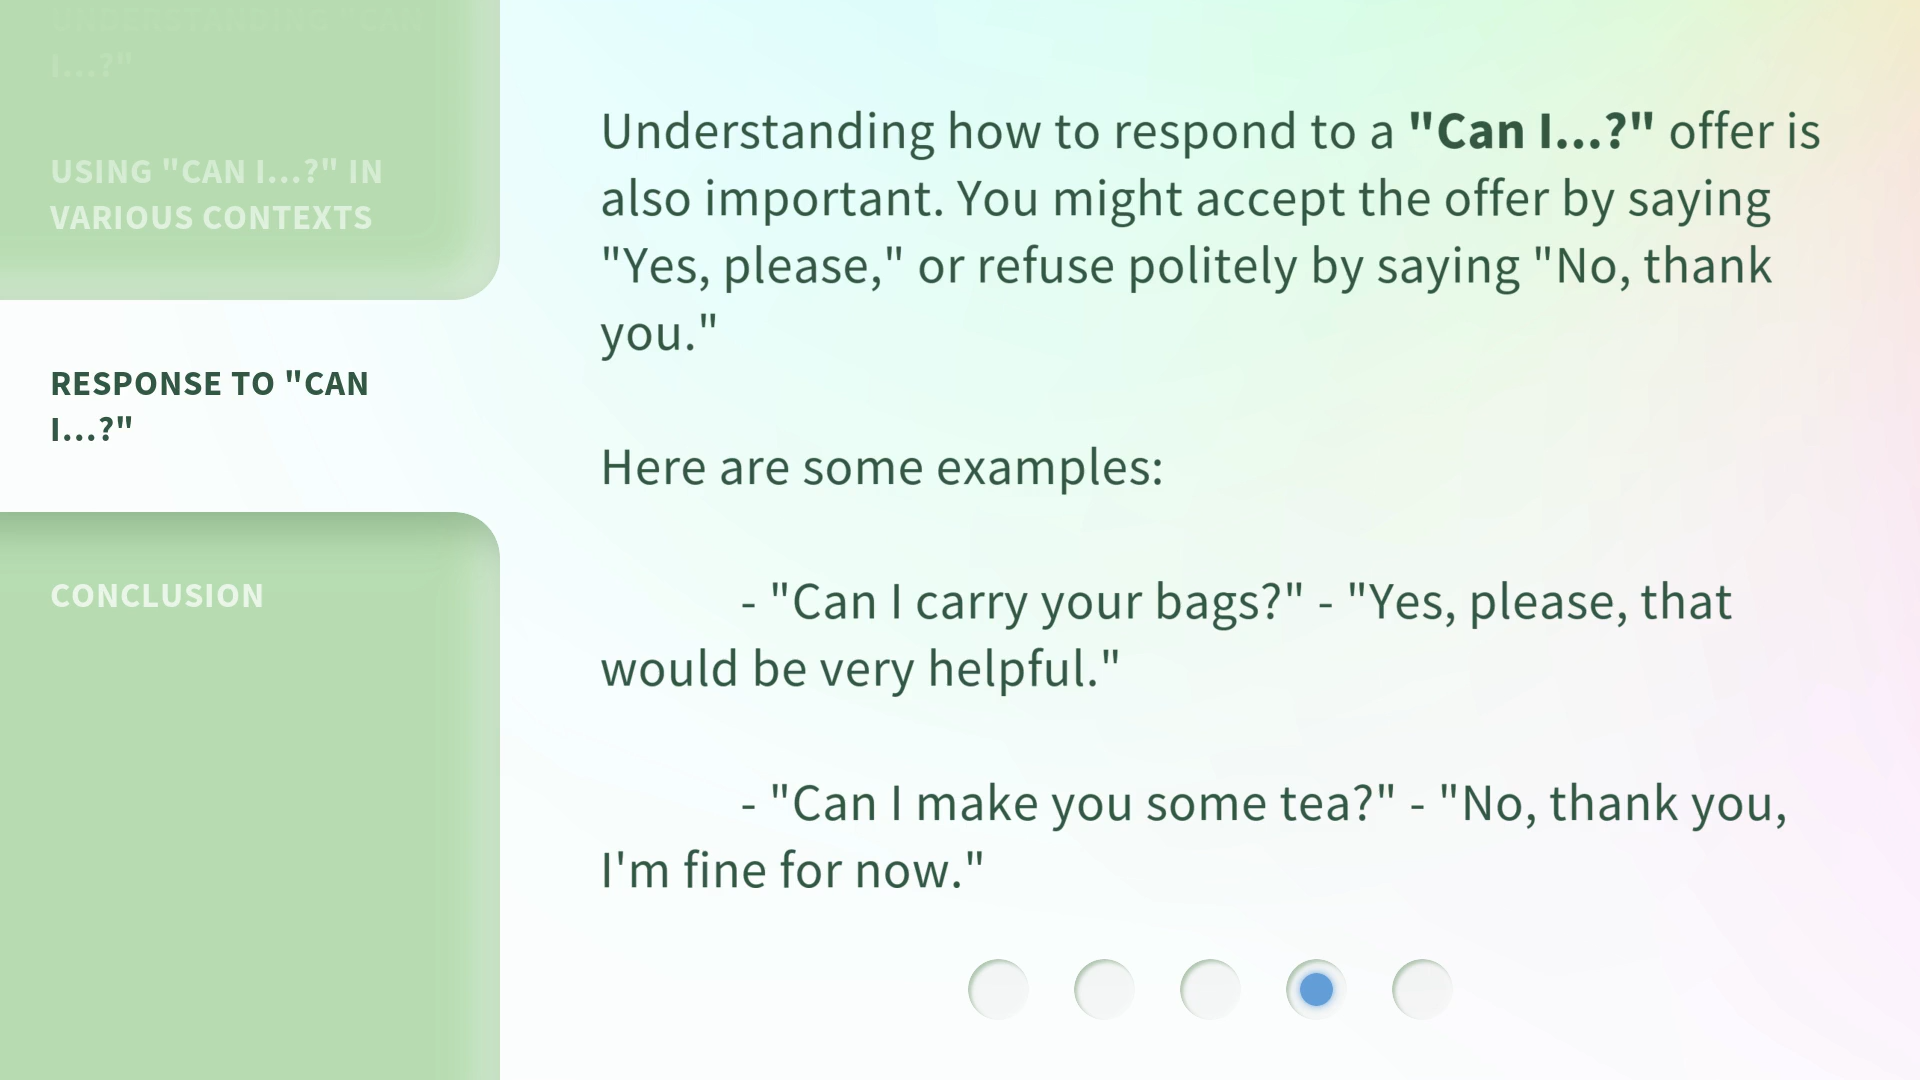 UNDERSTANDING "CAN
I...?"
USING "CAN I...?" IN
VARIOUS CONTEXTS
RESPONSE TO "CAN
I...?"
CONCLUSION
Understanding how to respond to a "Can I...?" offer is
also important. You might accept the offer by saying
"Yes, please," or refuse politely by saying "No, thank
you."
Here are some examples:
- "Can I carry your bags?" - "Yes, please, that
would be very helpful."
- "Can I make you some tea?" - "No, thank you,
I'm fine for now."